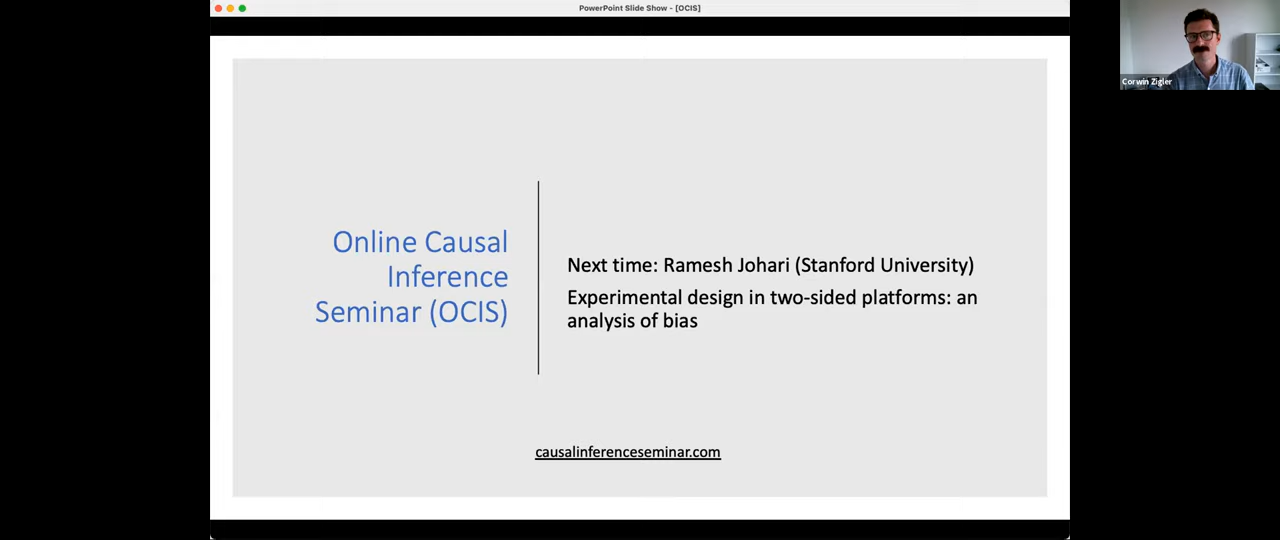 PowerPoint Slide Show - [OCIS]
Corwin Zigler
Online Causal
Inference
Seminar (OCIS)
Next time: Ramesh Johari (Stanford University)
Experimental design in two-sided platforms: an
analysis of bias
causalinferenceseminar.com